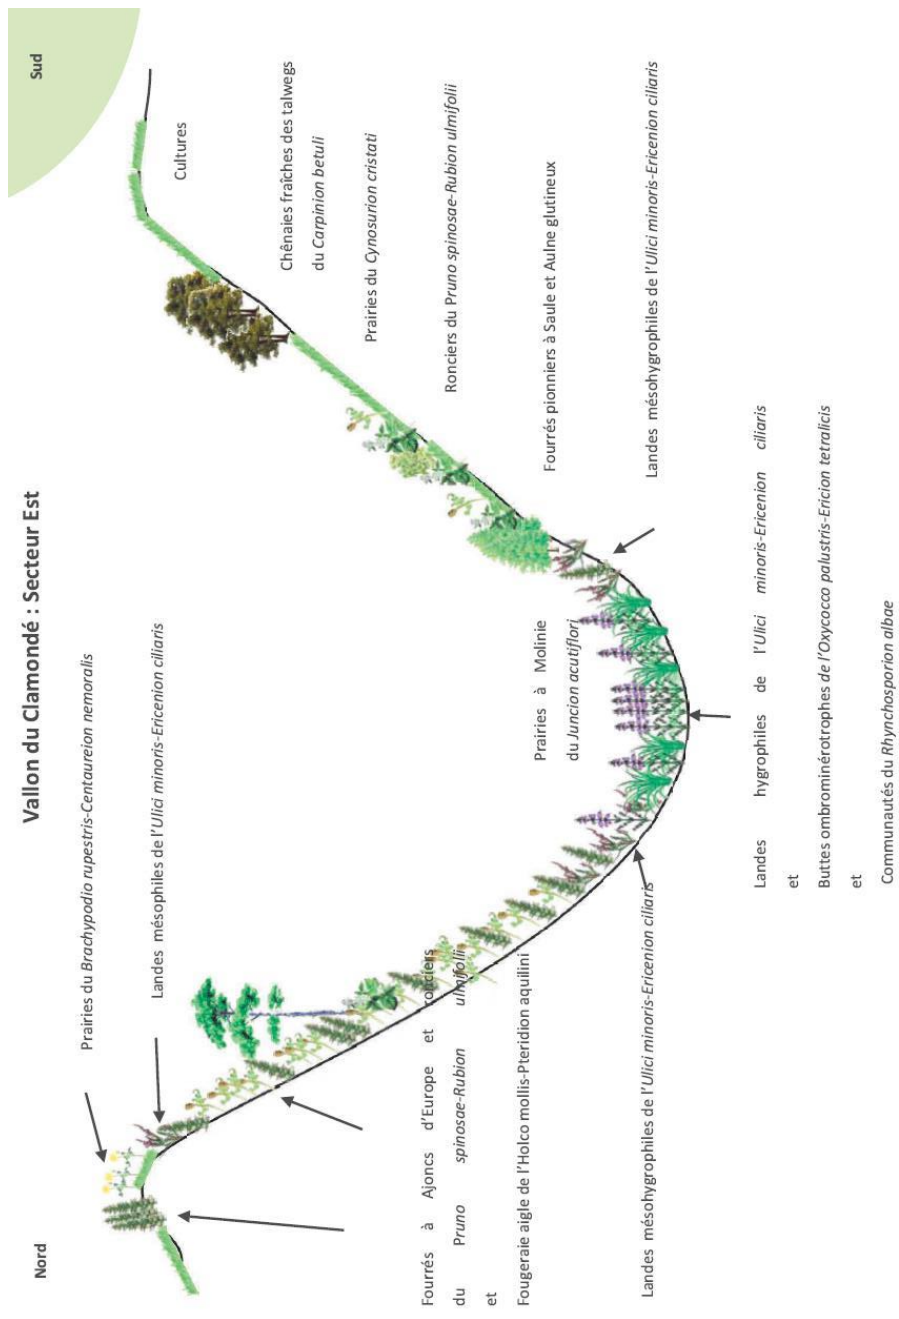 Vallon du Clamondé : Secteur Est
Nord
Sud
Prairies du Brachypodio rupestris-Centaureion nemoralis
Landes mésophiles de l'Ulici minoris-Ericenion ciliaris
Cultures
Chênaies fraîches des talwegs
du Carpinion betuli
Prairies du Cynosurion cristati
Ronciers du Pruno spinosae-Rubion ulmifolii
Fourrés pionniers à Saule et Aulne glutineux
Landes mésohygrophiles de l'Ulici minoris-Ericenion ciliaris
Prairies à Molinie
du Juncion acutiflori
Fourrés à Ajoncs d'Europe et ronciers
du Pruno spinosae-Rubion ulmifolii
et
Fougeraie aigle de l'Holco mollis-Pteridion aquilini
Landes mésohygrophiles de l'Ulici minoris-Ericenion ciliaris
Landes hygrophiles de l'Ulici minoris-Ericenion ciliaris
et
Buttes ombrominérotrophes de l'Oxycocco palustris-Ericion tetralicis
et
Communautés du Rhynchosporion albae